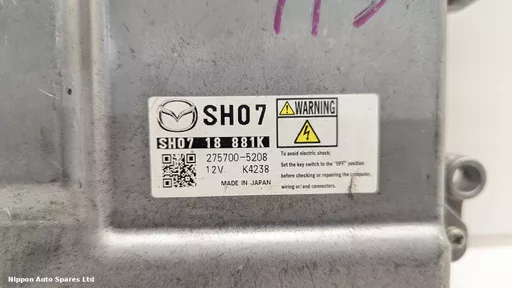 SH07
SH07 18 881K
275700-5208
12V K4238
MADE IN JAPAN
WARNING
To avoid electric shock:
Set the key switch to the "OFF" position
before checking or repairing the computer,
wiring or/and connectors.
Nippon Auto Spares Ltd